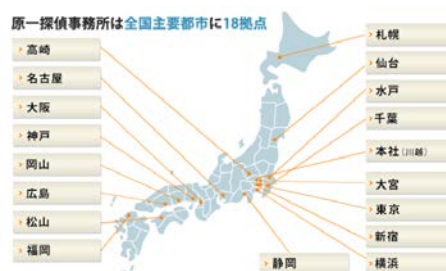 原一探偵事務所は全国主要都市に18拠点
高崎
名古屋
大阪
神戸
岡山
広島
松山
福岡
札幌
仙台
水戸
千葉
本社(川越)
大宮
東京
新宿
横浜
静岡